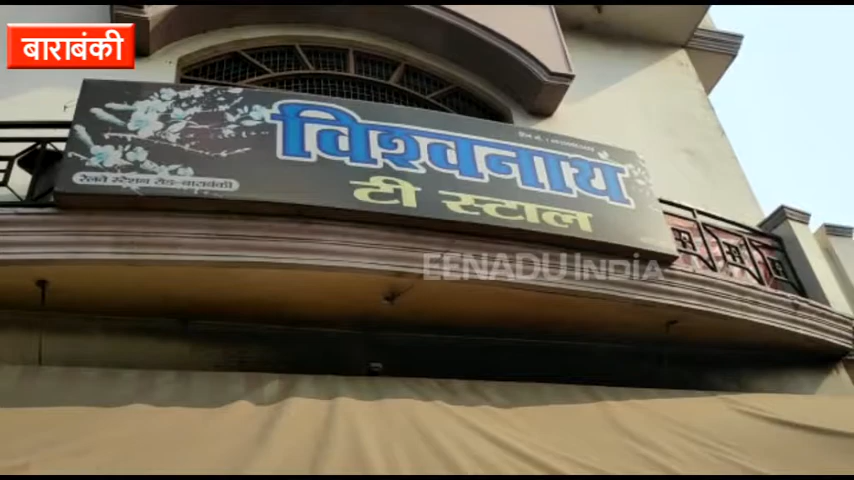 बाराबंकी
विश्वनाथ
टी स्टाल
रेलवे स्टेशन रोड-बाराबंकी
EENADU INDIA